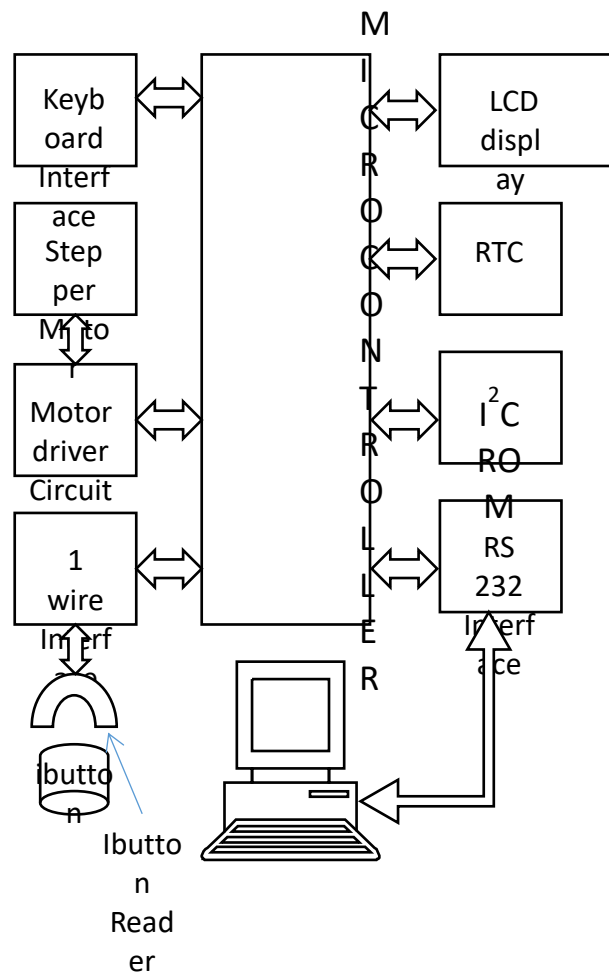 Keyb
oard
Interf
ace
Step
per
Moto
r
Motor
driver
Circuit
1
wire
Interf
ace
ibutto
n
Ibutto
n
Read
er
M
I
C
R
O
C
O
N
T
R
O
L
L
E
R
LCD
displ
ay
RTC
I²C
RO
M
RS
232
Interf
ace